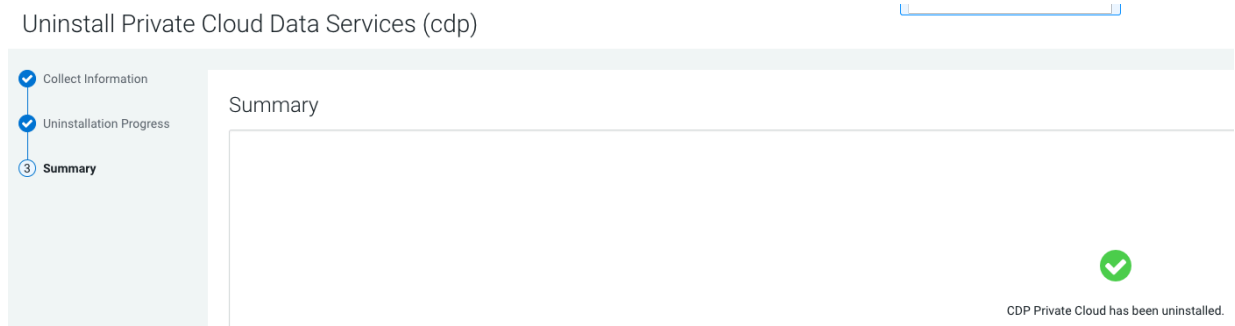 Uninstall Private Cloud Data Services (cdp)
Collect Information
Uninstallation Progress
3 Summary
Summary
CDP Private Cloud has been uninstalled.